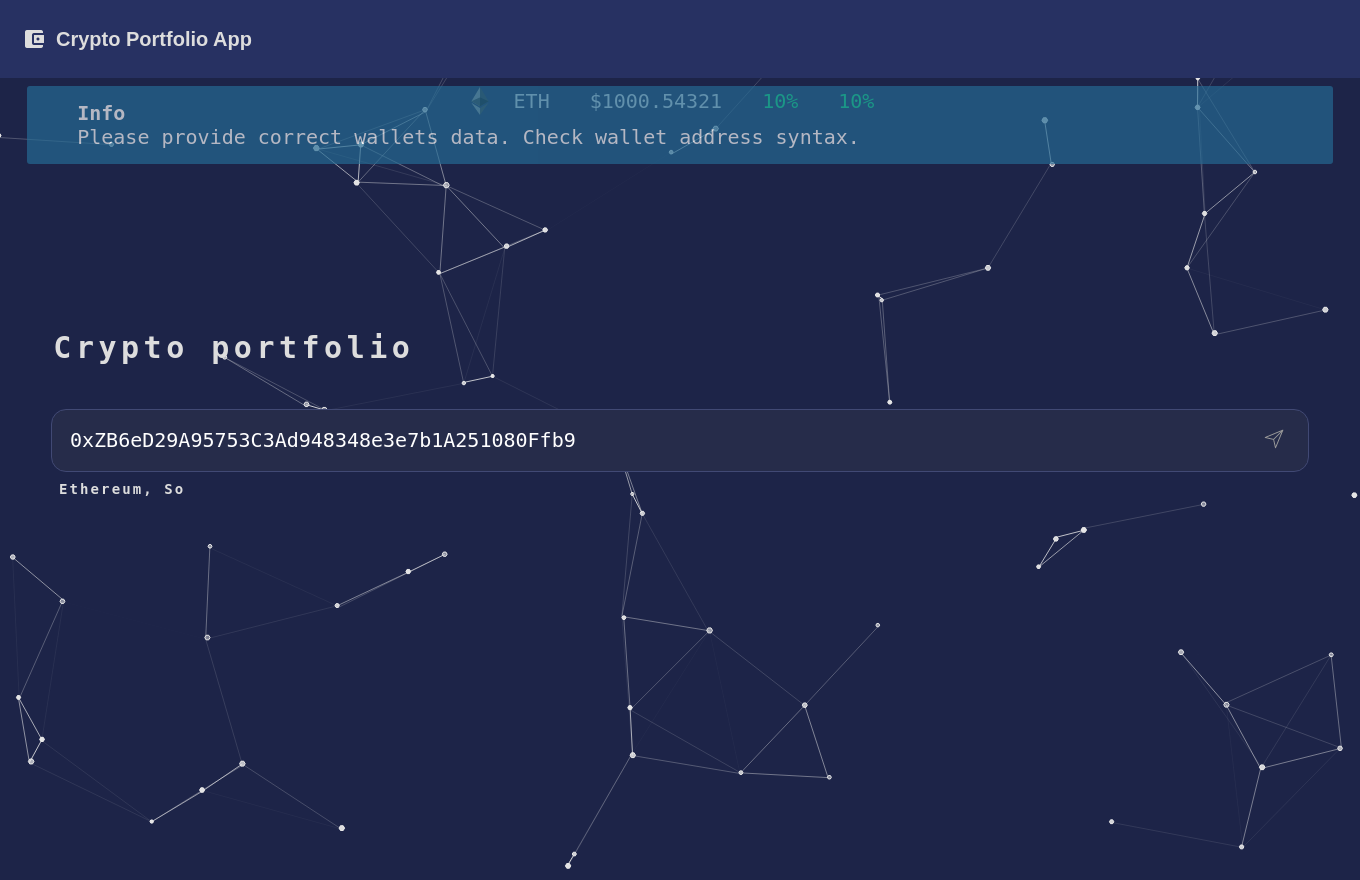 Crypto Portfolio App
ETH $1000.54321 10% 10%
Info
Please provide correct wallets data. Check wallet address syntax.
Crypto portfolio
0xZB6eD29A95753C3Ad948348e3e7b1A251080Ffb9
Ethereum, So